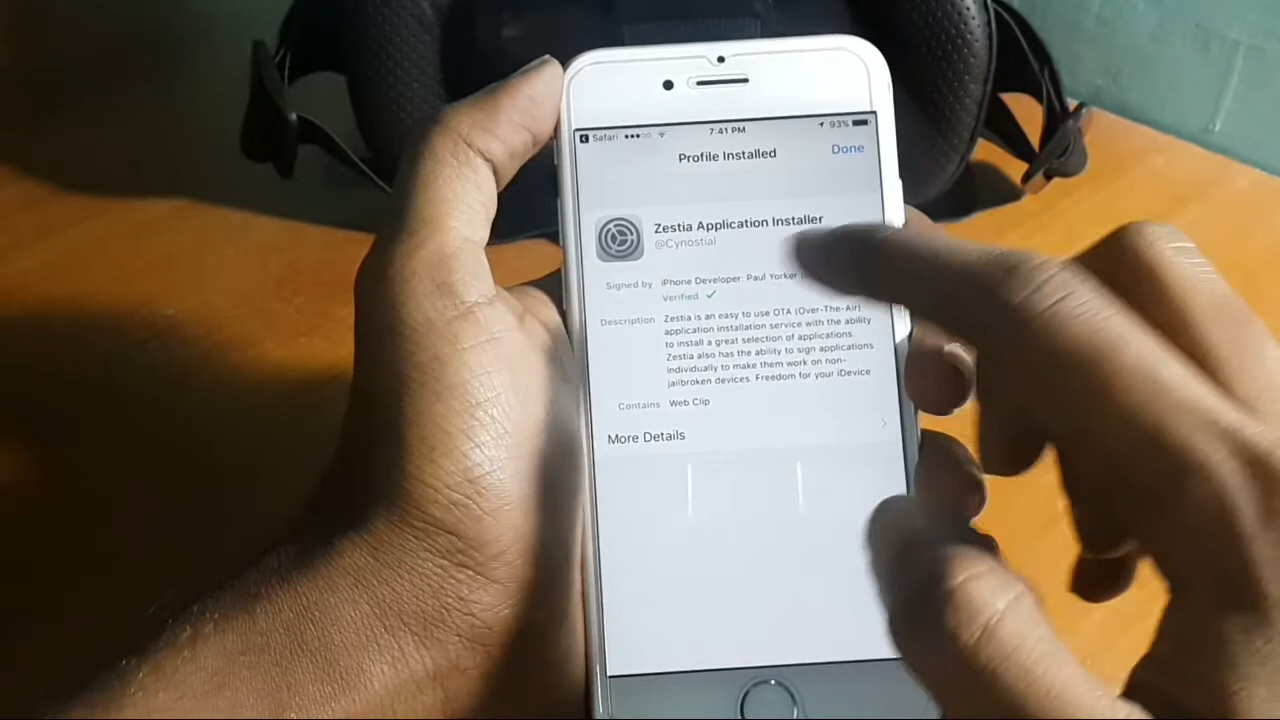 Safari 7:41 PM 93%
Profile Installed Done
Zestia Application Installer
@Cynostial
Signed by iPhone Developer: Paul Yorker
Verified
Description Zestia is an easy to use OTA (Over-The-Air)
application installation service with the ability
to install a great selection of applications.
Zestia also has the ability to sign applications
individually to make them work on non-
jailbroken devices. Freedom for your iDevice
Contains Web Clip
More Details